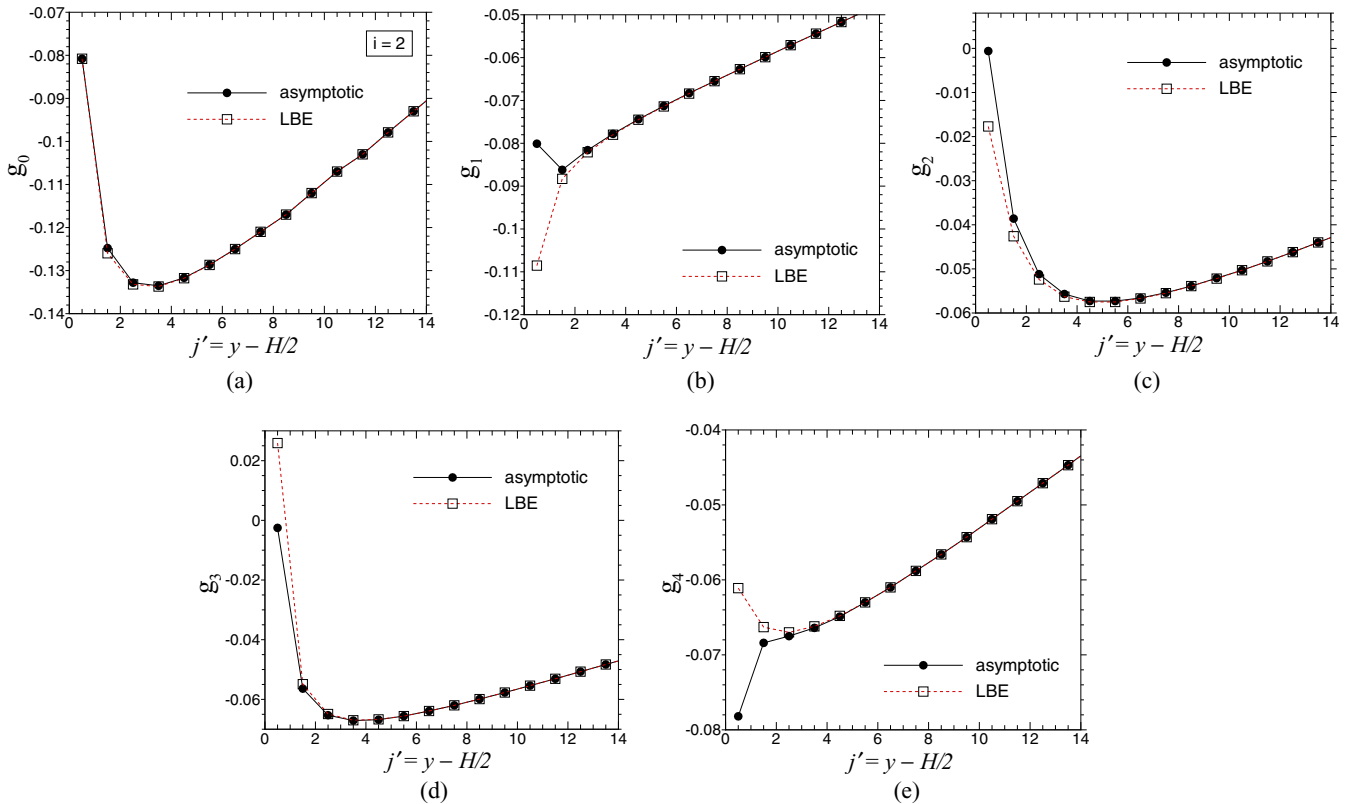 -0.07
i = 2
-0.08
asymptotic
LBE
-0.09
-0.1
-0.11
-0.12
-0.13
-0.14
g0
0 2 4 6 8 10 12 14
j′ = y − H/2
(a)
-0.05
-0.06
-0.07
-0.08
-0.09
-0.1
-0.11
-0.12
g1
asymptotic
LBE
0 2 4 6 8 10 12 14
j′ = y − H/2
(b)
0
-0.01
-0.02
-0.03
-0.04
-0.05
-0.06
g2
asymptotic
LBE
0 2 4 6 8 10 12 14
j′ = y − H/2
(c)
0.02
0
-0.02
-0.04
-0.06
g3
asymptotic
LBE
0 2 4 6 8 10 12 14
j′ = y − H/2
(d)
-0.04
-0.05
-0.06
-0.07
-0.08
g4
asymptotic
LBE
0 2 4 6 8 10 12 14
j′ = y − H/2
(e)